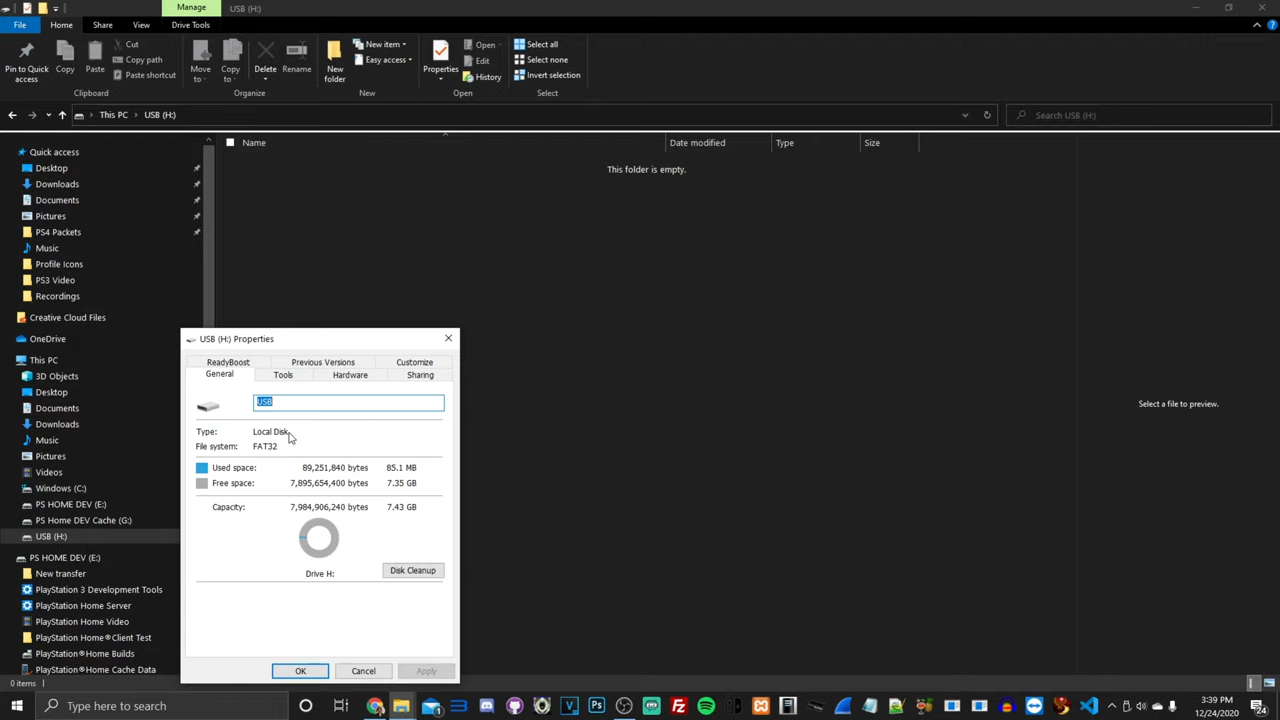 Manage
USB (H:)
File
Home
Share
View
Drive Tools
Pin to Quick access
Copy
Paste
Cut
Copy path
Paste shortcut
Clipboard
Move to
Copy to
Delete
Rename
Organize
New folder
New item
Easy access
New
Properties
Open
Edit
History
Open
Select all
Select none
Invert selection
Select
This PC
USB (H:)
Search USB (H:)
Name
Date modified
Type
Size
This folder is empty.
Select a file to preview.
Quick access
Desktop
Downloads
Documents
Pictures
PS4 Packets
Music
Profile Icons
PS3 Video
Recordings
Creative Cloud Files
OneDrive
This PC
3D Objects
Desktop
Documents
Downloads
Music
Pictures
Videos
Windows (C:)
PS HOME DEV (E:)
PS Home DEV Cache (G:)
USB (H:)
PS HOME DEV (E:)
New transfer
PlayStation 3 Development Tools
PlayStation Home Server
PlayStation Home Video
PlayStation Home®Client Test
PlayStation®Home Builds
PlayStation®Home Cache Data
0 items
USB (H:) Properties
ReadyBoost
Previous Versions
Customize
General
Tools
Hardware
Sharing
USB
Type: Local Disk
File system: FAT32
Used space: 89,251,840 bytes 85.1 MB
Free space: 7,895,654,400 bytes 7.35 GB
Capacity: 7,984,906,240 bytes 7.43 GB
Drive H:
Disk Cleanup
OK
Cancel
Apply
Type here to search
3:39 PM
12/24/2020
24